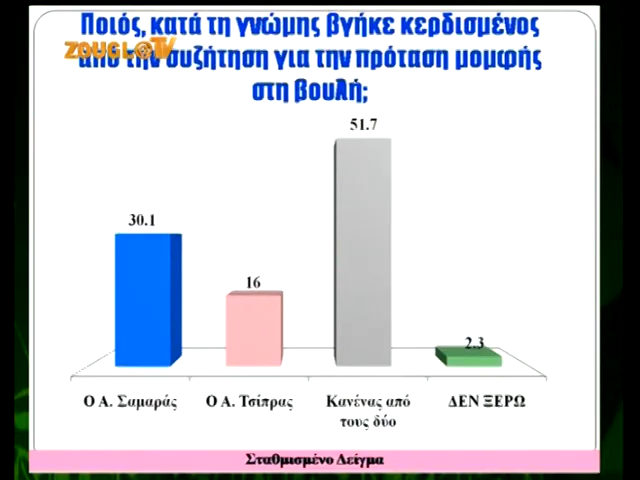 Ποιός, κατά τη γνώμης βγήκε κερδισμένος
ZOUGL@TV
από την συζήτηση για την πρόταση μομφής
στη βουλή;
51.7
30.1
16
2.3
Ο Α. Σαμαράς
Ο Α. Τσίπρας
Κανένας από
τους δύο
ΔΕΝ ΞΕΡΩ
Σταθμισμένο Δείγμα